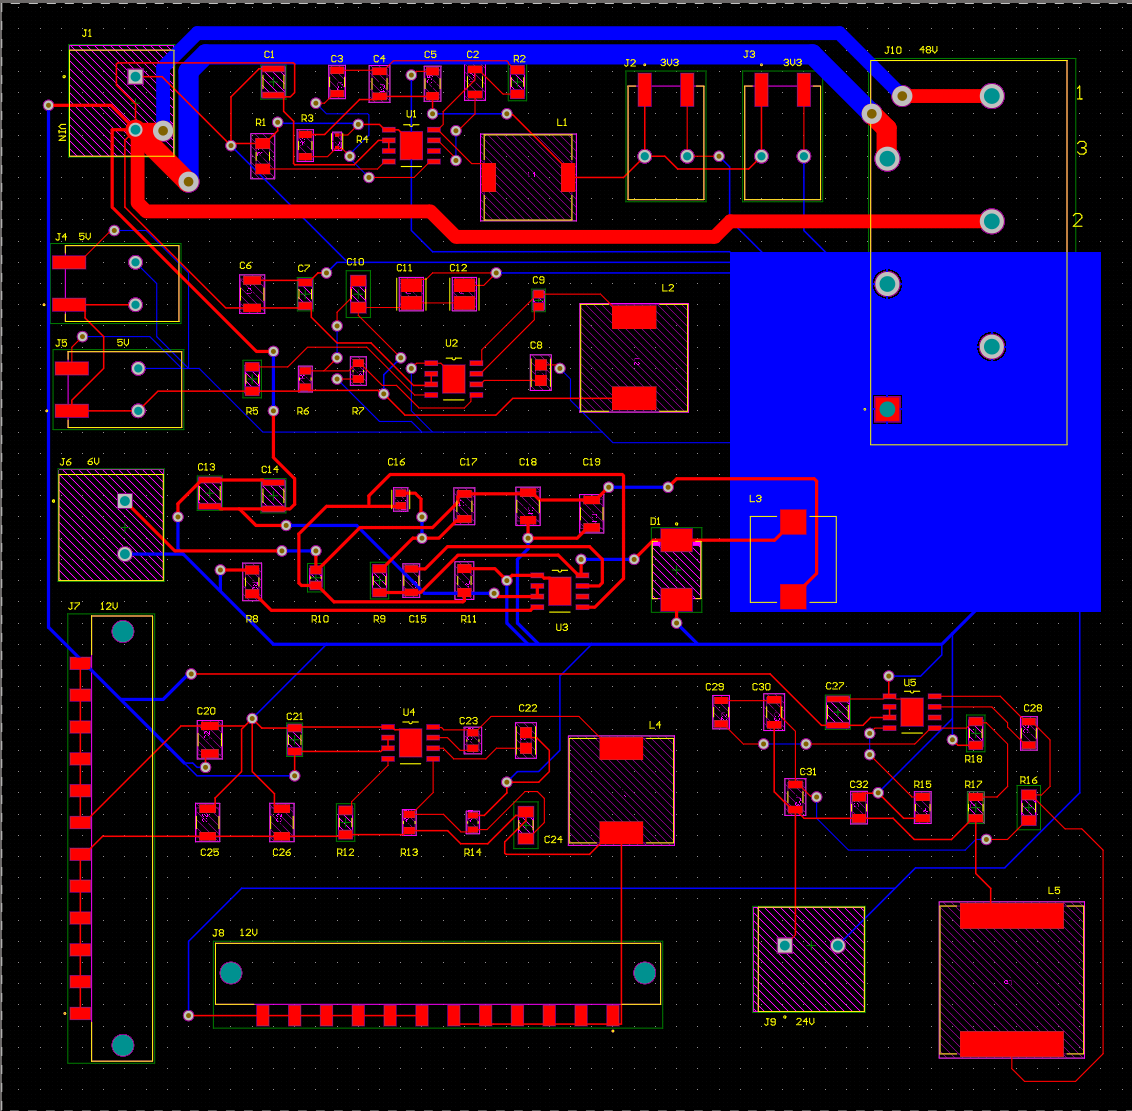 J1
J10 48V
C1
C3
C4
C5
C2
R2
J2 3V3
J3 3V3
1
VIN
R1
R3
R4
U1
L1
3
2
J4 5V
C6
C7
C10
C11
C12
C9
L2
J5 5V
U2
C8
R5
R6
R7
J6 6V
C13
C14
C16
C17
C18
C19
L3
D1
R8
R10
R9
C15
R11
U3
J7 12V
U5
C29
C30
C27
C28
C20
C21
U4
C23
C22
L4
R18
C31
C32
R15
R17
R16
C25
C26
R12
R13
R14
C24
L5
J8 12V
J9 24V